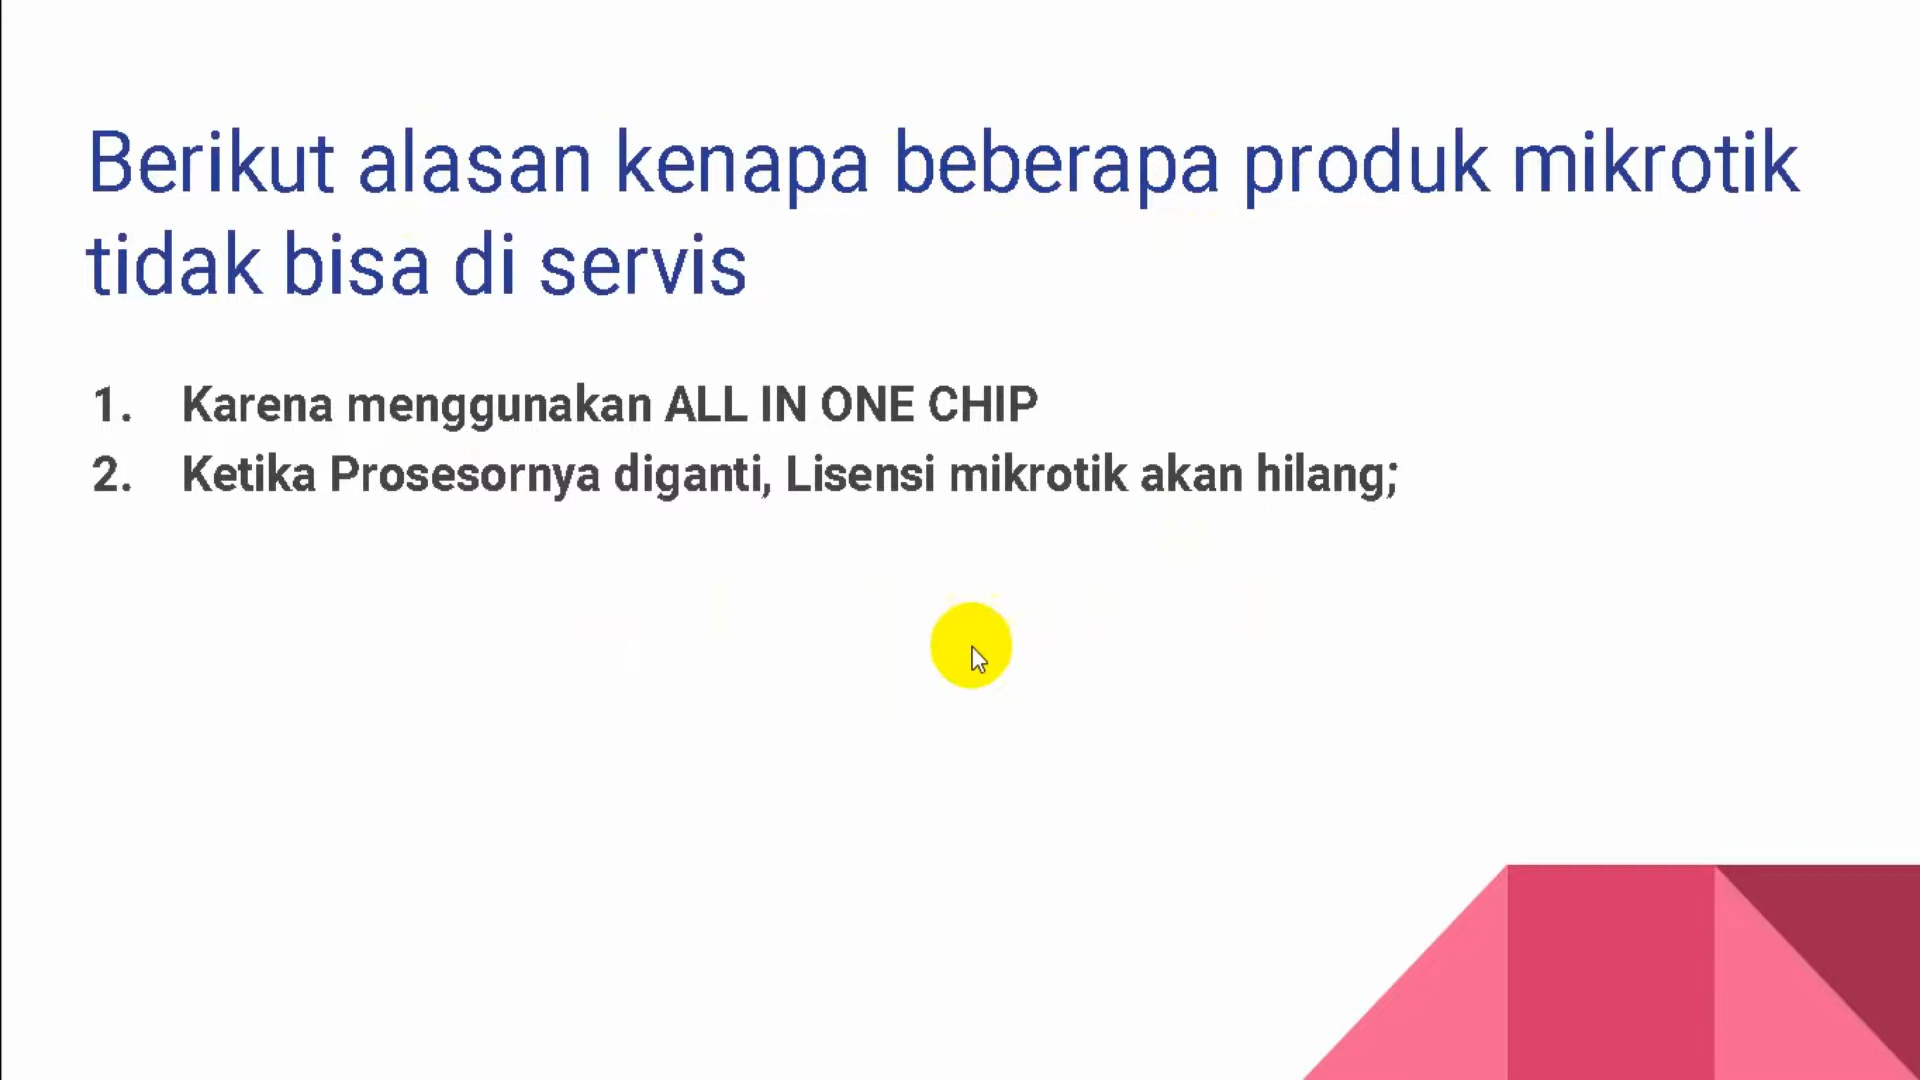 Berikut alasan kenapa beberapa produk mikrotik
tidak bisa di servis
1. Karena menggunakan ALL IN ONE CHIP
2. Ketika Prosesornya diganti, Lisensi mikrotik akan hilang;